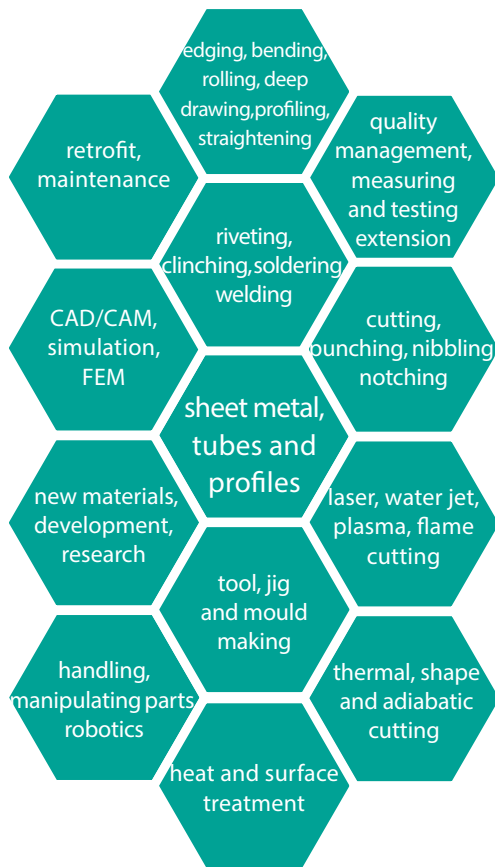 edging, bending,
rolling, deep
drawing,profiling,
straightening
retrofit,
maintenance
quality
management,
measuring
and testing
extension
riveting,
clinching,soldering
welding
CAD/CAM,
simulation,
FEM
cutting,
punching, nibbling
notching
sheet metal,
tubes and
profiles
new materials,
development,
research
laser, water jet,
plasma, flame
cutting
tool, jig
and mould
making
handling,
manipulating parts
robotics
thermal, shape
and adiabatic
cutting
heat and surface
treatment